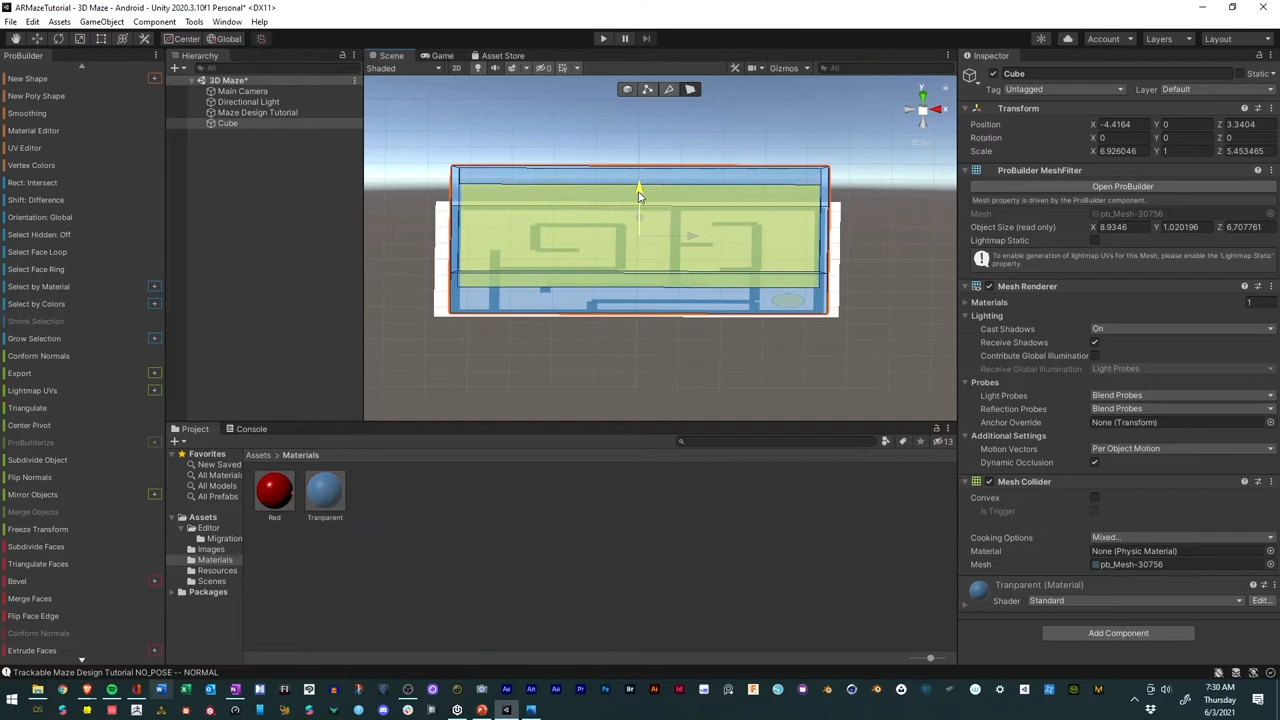 ARMazeTutorial - 3D Maze - Android - Unity 2020.3.10f1 Personal* <DX11>
File Edit Assets GameObject Component Tools Window Help
Center Global Account Layers Layout
ProBuilder
New Shape
New Poly Shape
Smoothing
Material Editor
UV Editor
Vertex Colors
Rect: Intersect
Shift: Difference
Orientation: Global
Select Hidden: Off
Select Face Loop
Select Face Ring
Select by Material
Select by Colors
Shrink Selection
Grow Selection
Conform Normals
Export
Lightmap UVs
Triangulate
Center Pivot
ProBuilderize
Subdivide Object
Flip Normals
Mirror Objects
Merge Objects
Freeze Transform
Subdivide Faces
Triangulate Faces
Bevel
Merge Faces
Flip Face Edge
Conform Normals
Extrude Faces
Hierarchy
All
3D Maze*
Main Camera
Directional Light
Maze Design Tutorial
Cube
Scene Game Asset Store
Shaded 2D 0 Gizmos All
y
x
Project Console
13
Favorites
New Saved
All Materials
All Models
All Prefabs
Assets
Editor
Migration
Images
Materials
Resources
Scenes
Packages
Assets > Materials
Red Tranparent
Inspector
Cube Static
Tag Untagged Layer Default
Transform
Position X -4.4164 Y 0 Z 3.3404
Rotation X 0 Y 0 Z 0
Scale X 6.926046 Y 1 Z 5.453465
ProBuilder MeshFilter
Open ProBuilder
Mesh property is driven by the ProBuilder component.
Mesh pb_Mesh-30756
Object Size (read only) X 8.9346 Y 1.020196 Z 6.707761
Lightmap Static
To enable generation of lightmap UVs for this Mesh, please enable the 'Lightmap Static' property.
Mesh Renderer
Materials 1
Lighting
Cast Shadows On
Receive Shadows
Contribute Global Illumination
Receive Global Illumination Light Probes
Probes
Light Probes Blend Probes
Reflection Probes Blend Probes
Anchor Override None (Transform)
Additional Settings
Motion Vectors Per Object Motion
Dynamic Occlusion
Mesh Collider
Convex
Is Trigger
Cooking Options Mixed...
Material None (Physic Material)
Mesh pb_Mesh-30756
Tranparent (Material)
Shader Standard Edit...
Add Component
Trackable Maze Design Tutorial NO_POSE -- NORMAL
7:30 AM
Thursday
6/3/2021